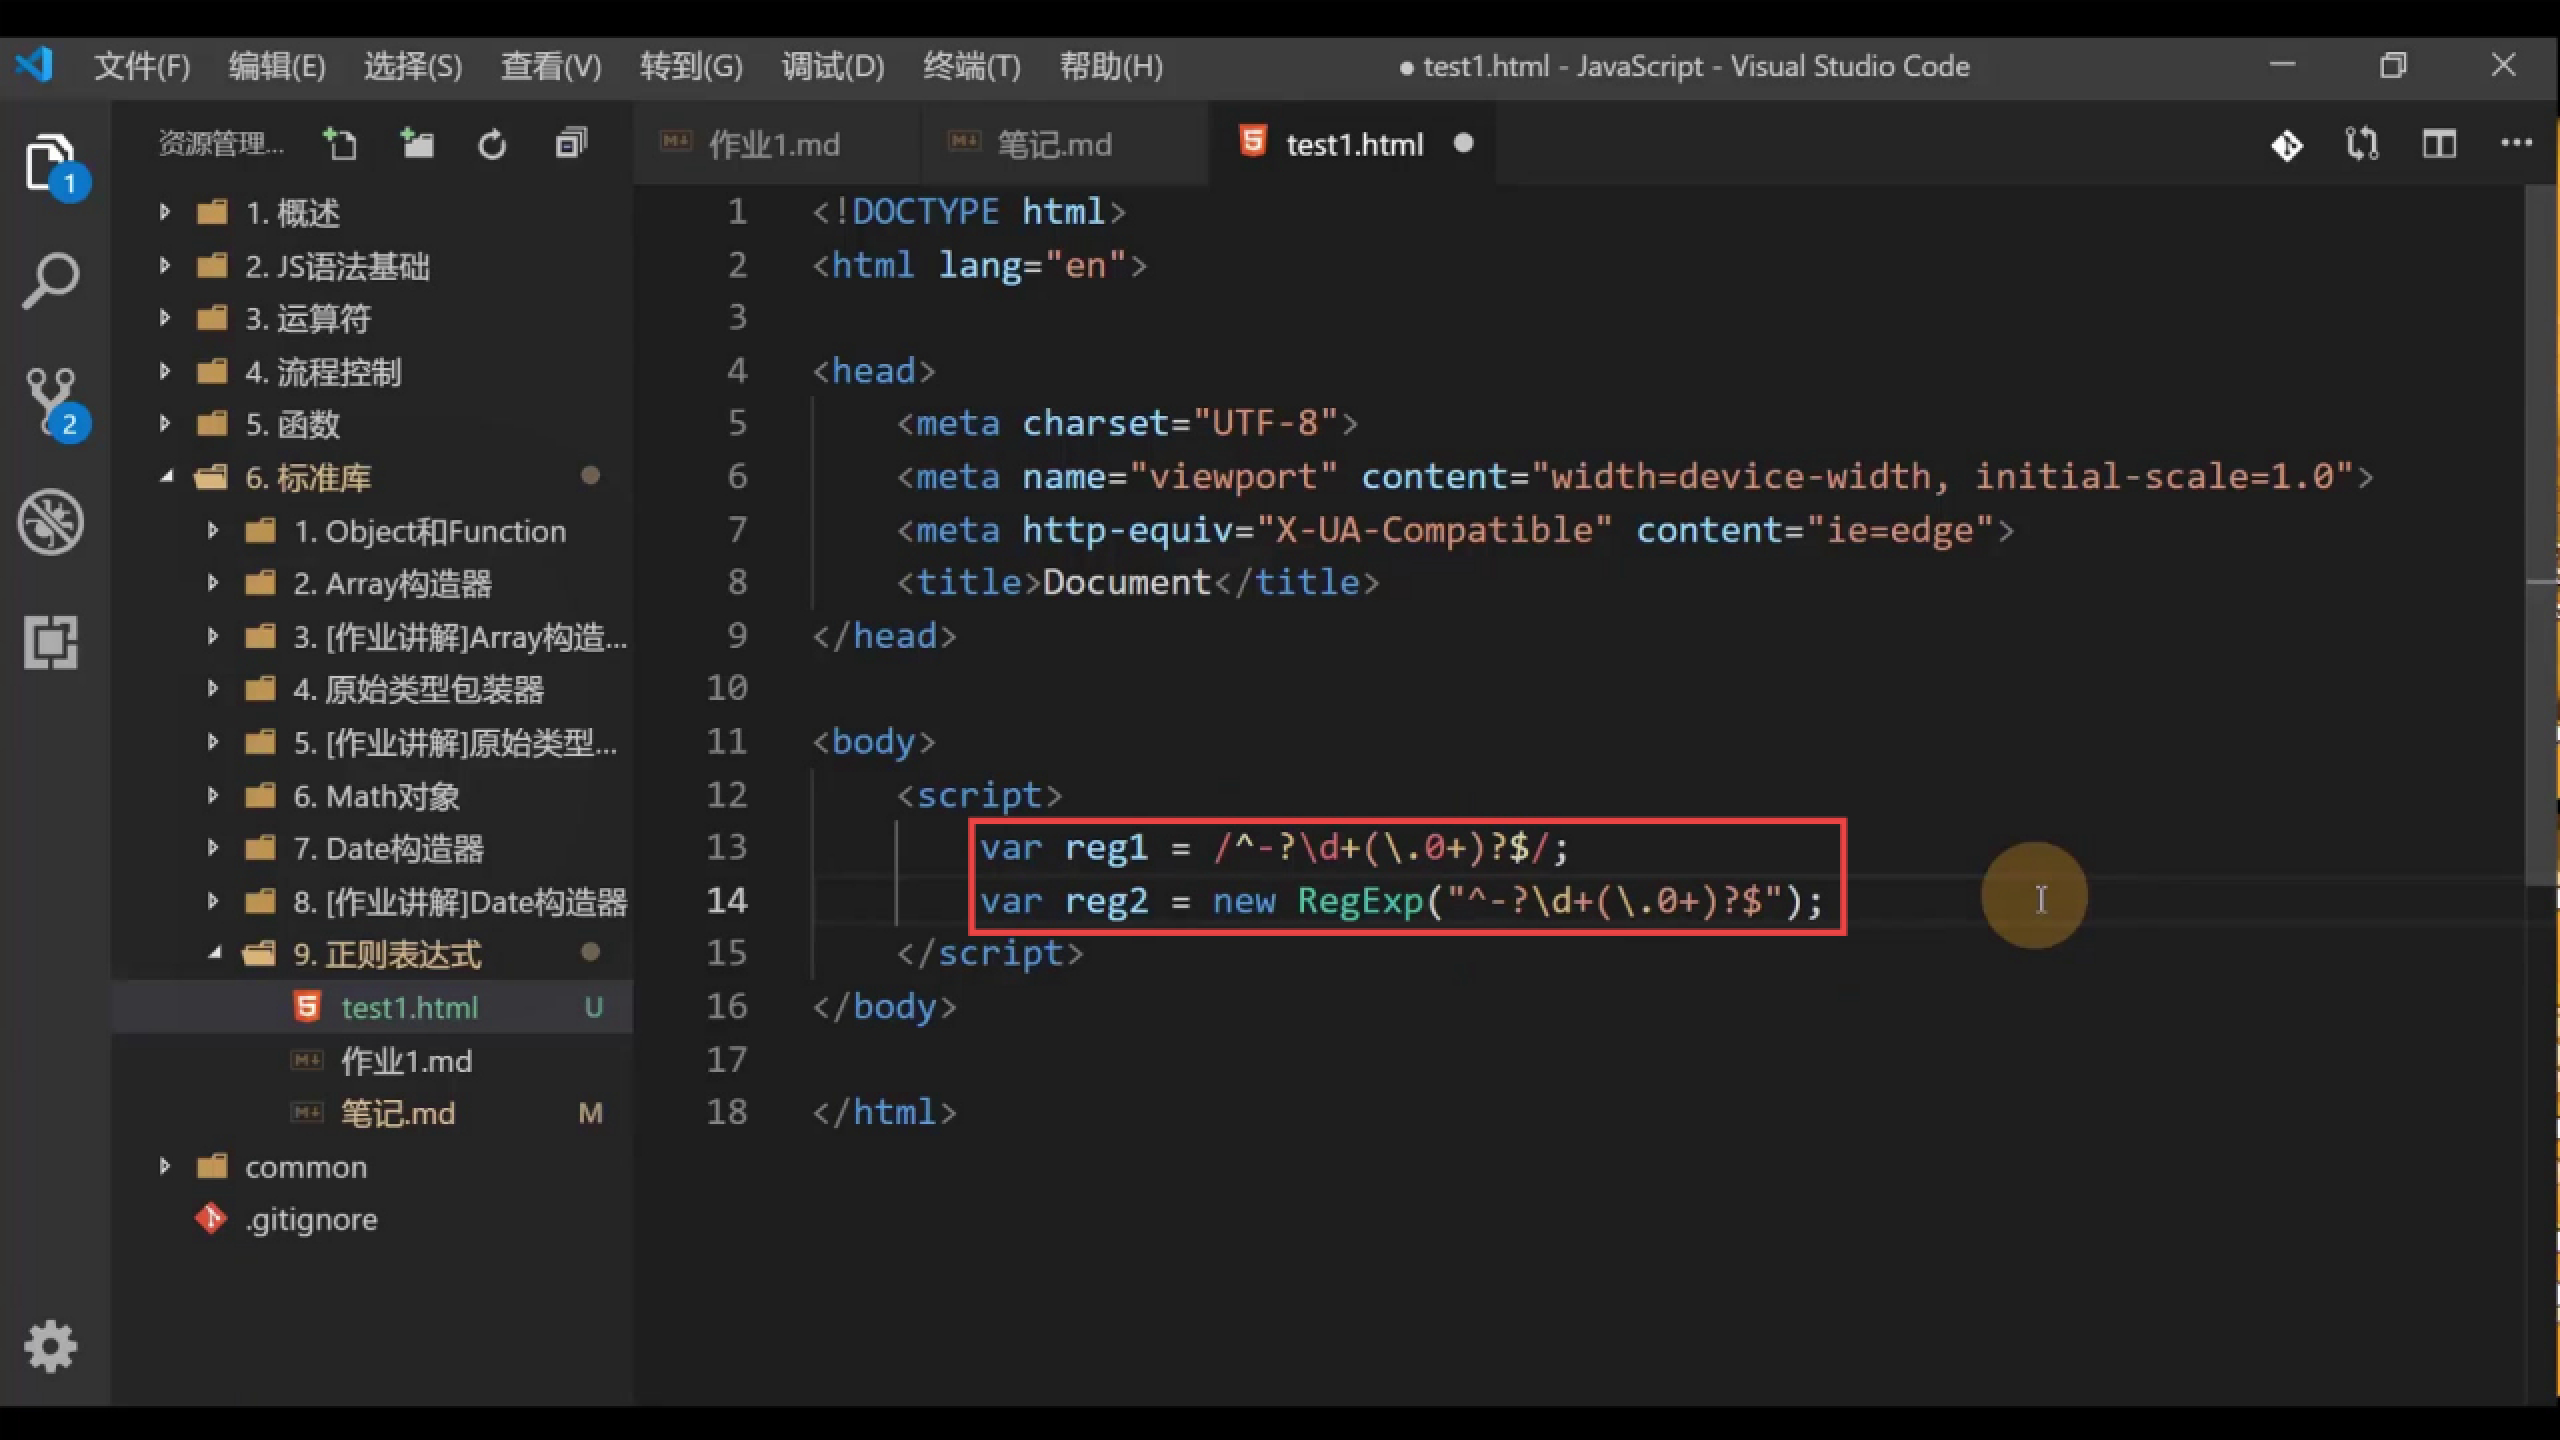 文件(F) 编辑(E) 选择(S) 查看(V) 转到(G) 调试(D) 终端(T) 帮助(H) ● test1.html - JavaScript - Visual Studio Code
资源管理...
作业1.md 笔记.md test1.html
1
2
1. 概述
2. JS语法基础
3. 运算符
4. 流程控制
5. 函数
6. 标准库
1. Object和Function
2. Array构造器
3. [作业讲解]Array构造...
4. 原始类型包装器
5. [作业讲解]原始类型...
6. Math对象
7. Date构造器
8. [作业讲解]Date构造器
9. 正则表达式
test1.html U
作业1.md
笔记.md M
common
.gitignore
1 <!DOCTYPE html>
2 <html lang="en">
3
4 <head>
5 <meta charset="UTF-8">
6 <meta name="viewport" content="width=device-width, initial-scale=1.0">
7 <meta http-equiv="X-UA-Compatible" content="ie=edge">
8 <title>Document</title>
9 </head>
10
11 <body>
12 <script>
13 var reg1 = /^-?\d+(\.0+)?$/;
14 var reg2 = new RegExp("^-?\d+(\.0+)?$");
15 </script>
16 </body>
17
18 </html>